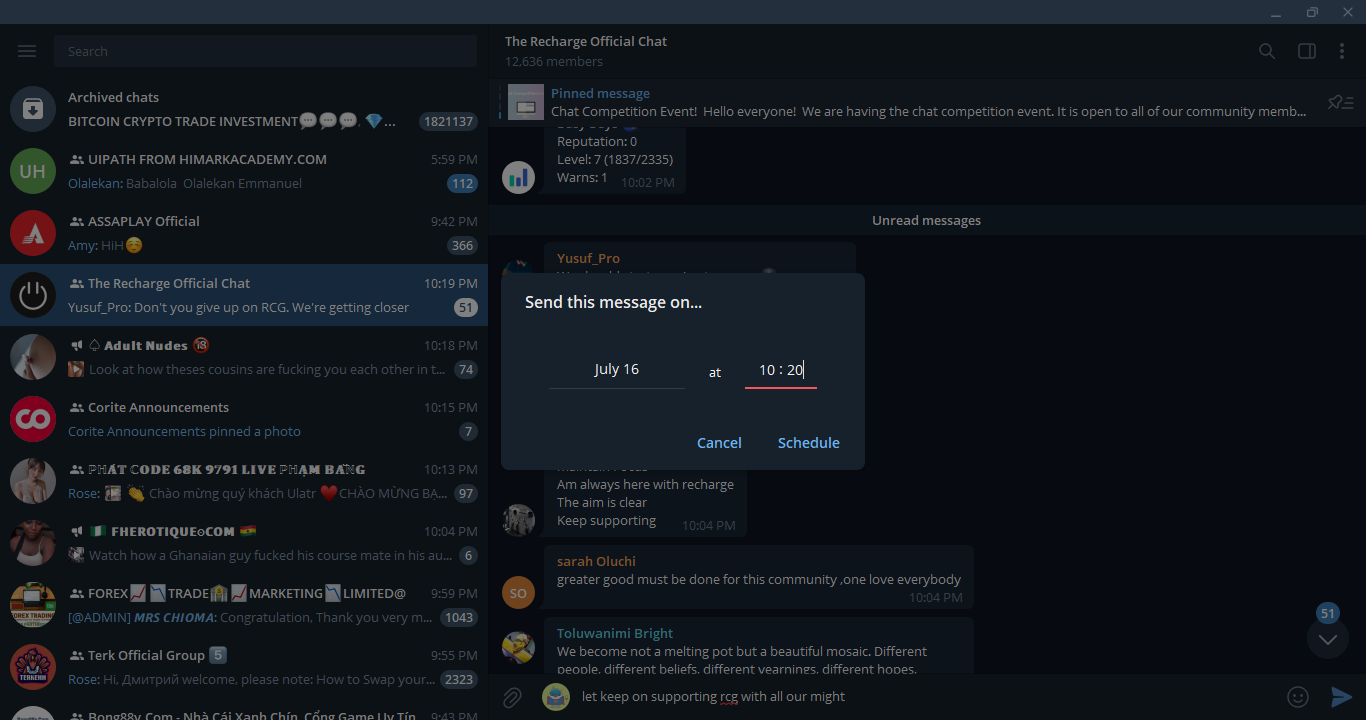 Search
Archived chats
BITCOIN CRYPTO TRADE INVESTMENT💬💬💬. 💎...
1821137
UH
UIPATH FROM HIMARKACADEMY.COM
5:59 PM
Olalekan: Babalola Olalekan Emmanuel
112
ASSAPLAY Official
9:42 PM
Amy: HiH😊
366
The Recharge Official Chat
10:19 PM
Yusuf_Pro: Don't you give up on RCG. We're getting closer
51
♤ Adult Nudes 🔞
10:18 PM
Look at how theses cousins are fucking you each other in t...
74
Corite Announcements
10:15 PM
Corite Announcements pinned a photo
7
PHÁT CODE 68K 9791 LIVE PHẠM BĂNG
10:13 PM
Rose: 👏 Chào mừng quý khách Ulatr ❤️CHÀO MỪNG BA...
97
🇳🇬 FHEROTIQUE₀COM 🇬🇭
10:04 PM
Watch how a Ghanaian guy fucked his course mate in his au...
6
FOREX📈📉TRADE🏦📈MARKETING📉LIMITED@
9:59 PM
[@ADMIN] MRS CHIOMA: Congratulation, Thank you very m...
1043
Terk Official Group 5️⃣
9:55 PM
Rose: Hi, Дмитрий welcome, please note: How to Swap your...
2323
TERKEHH
Bong88v.Com - Nhà Cái Xanh Chín, Cổng Game Uy Tín
9:43 PM
The Recharge Official Chat
12,636 members
Pinned message
Chat Competition Event! Hello everyone! We are having the chat competition event. It is open to all of our community memb...
Reputation: 0
Level: 7 (1837/2335)
Warns: 1
10:02 PM
Unread messages
Yusuf_Pro
Send this message on...
July 16
at
10 : 20
Cancel
Schedule
Am always here with recharge
The aim is clear
Keep supporting
10:04 PM
SO
sarah Oluchi
greater good must be done for this community ,one love everybody
10:04 PM
Toluwanimi Bright
We become not a melting pot but a beautiful mosaic. Different
people, different beliefs, different yearnings, different hopes,
51
let keep on supporting rcg with all our might